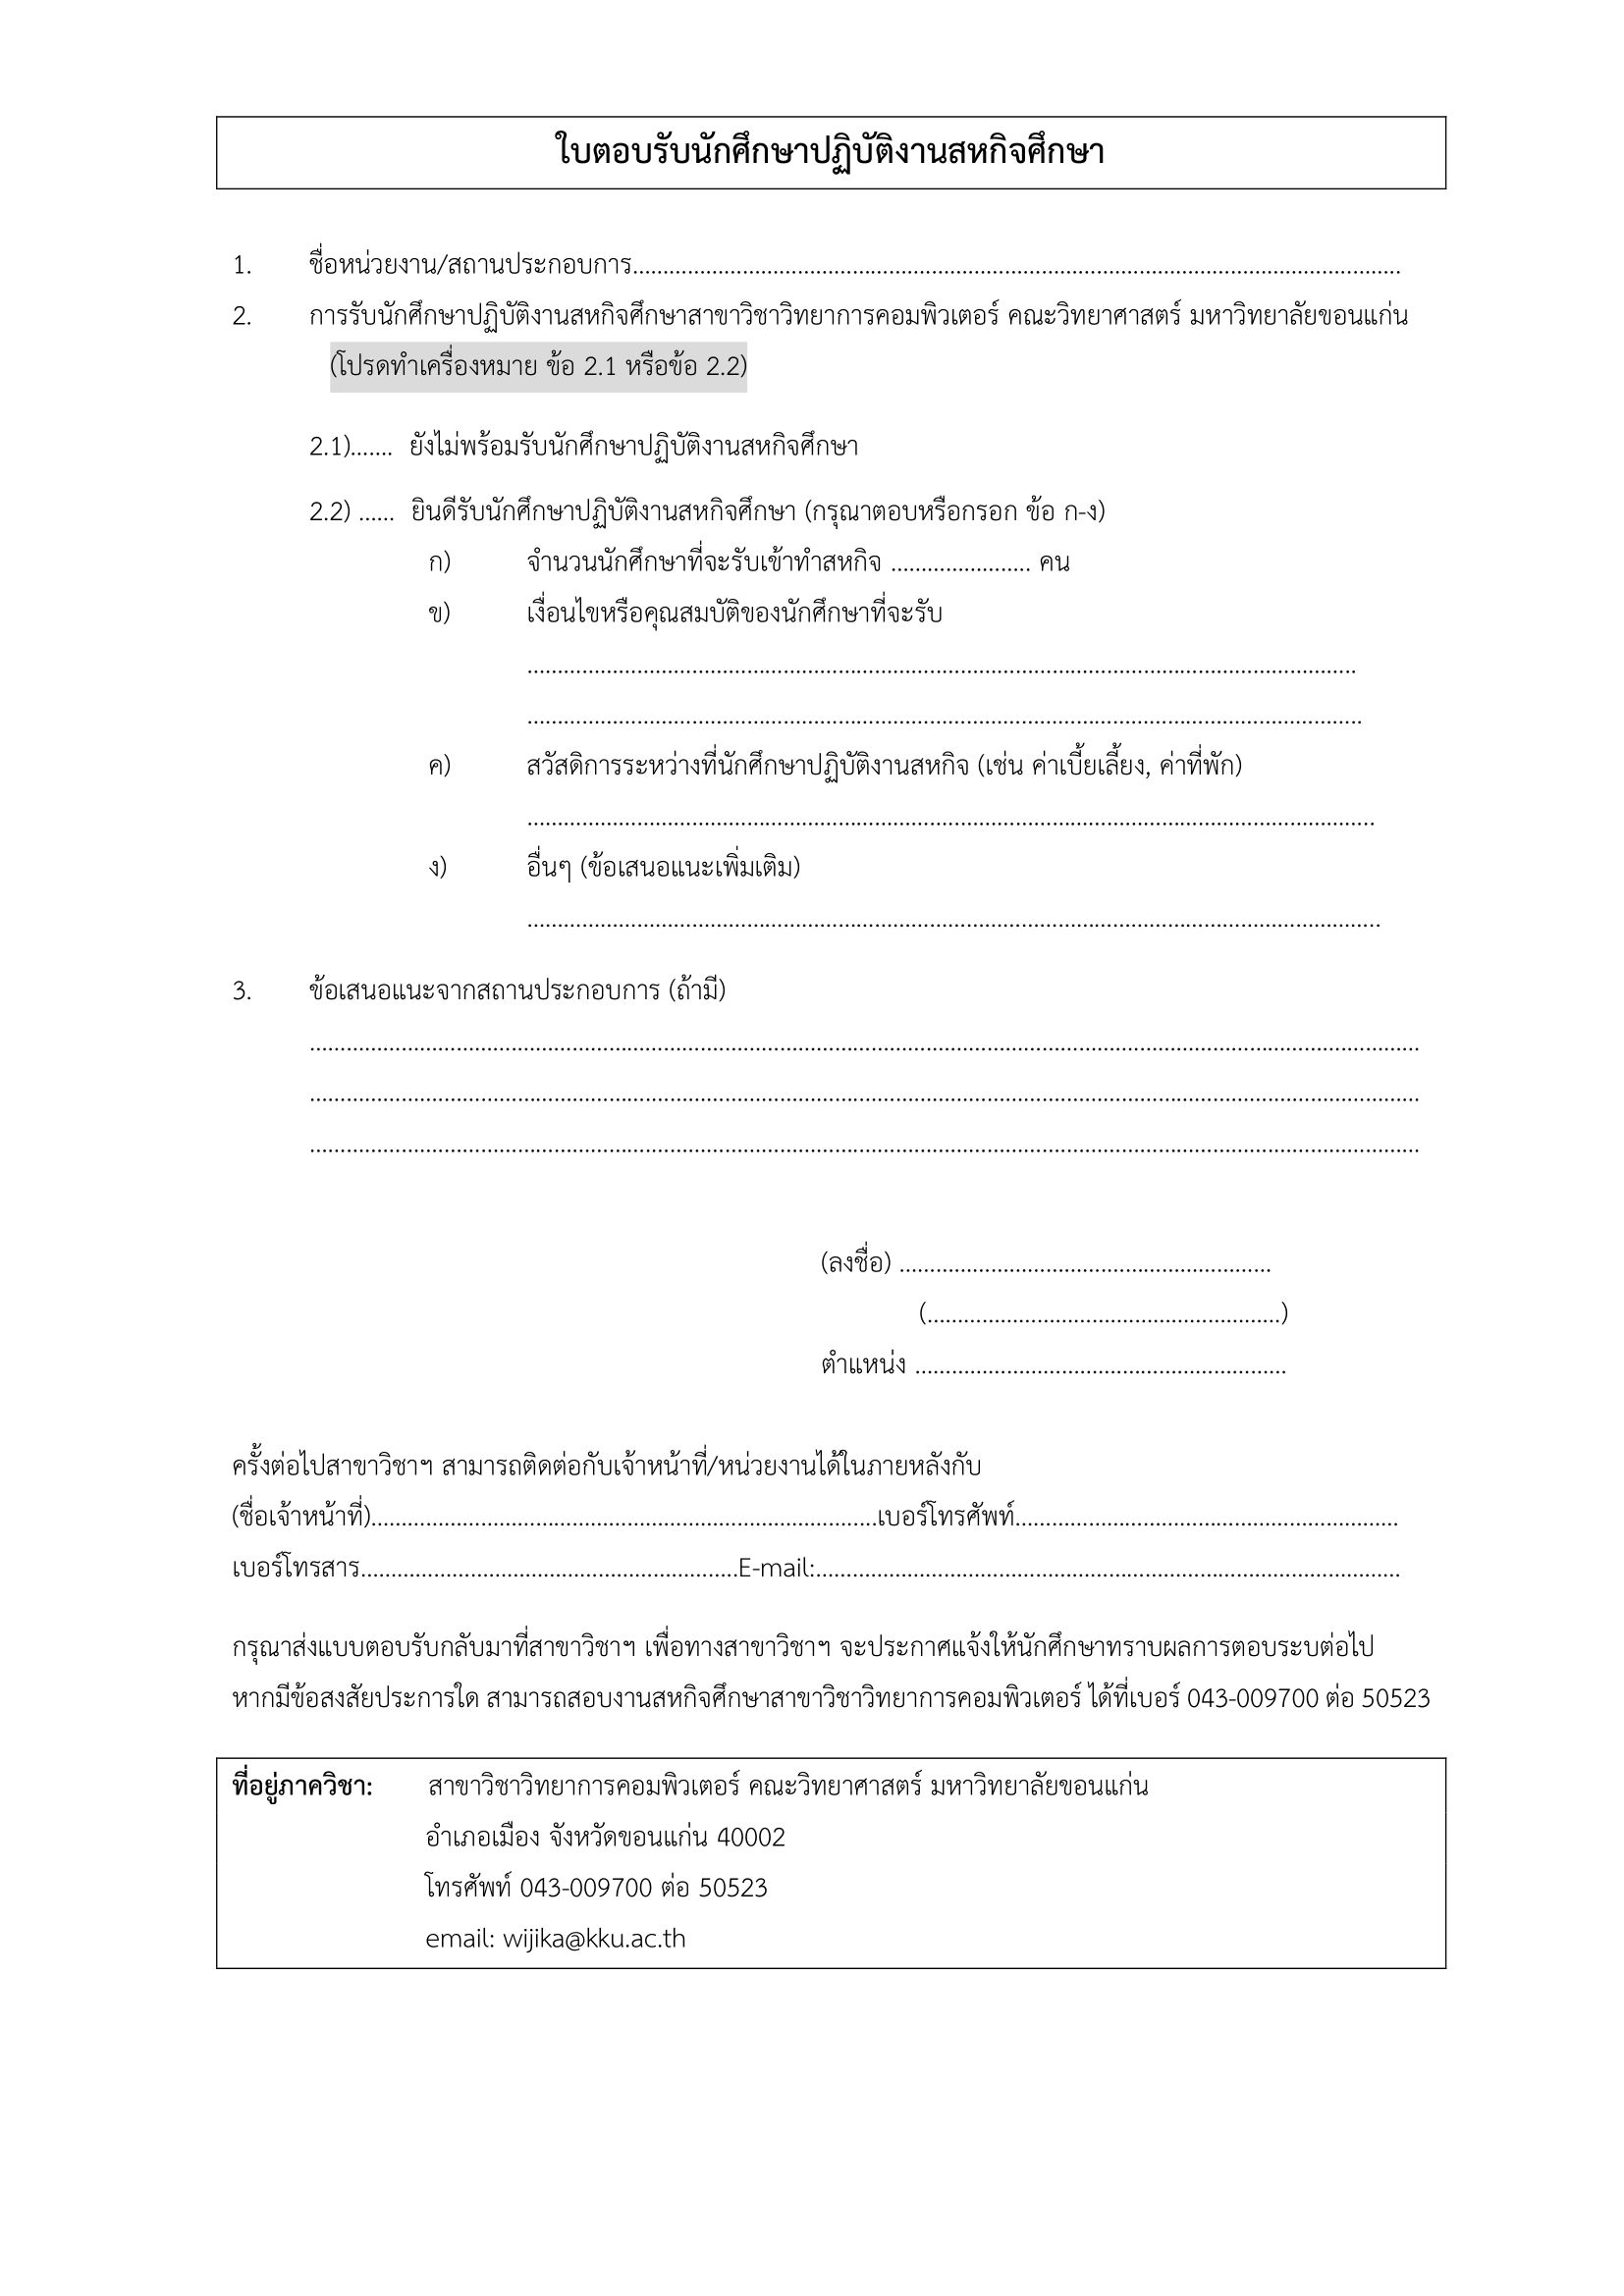 ใบตอบรับนักศึกษาปฏิบัติงานสหกิจศึกษา
1. ชื่อหน่วยงาน/สถานประกอบการ..............................................................................................................................
2. การรับนักศึกษาปฏิบัติงานสหกิจศึกษาสาขาวิชาวิทยาการคอมพิวเตอร์ คณะวิทยาศาสตร์ มหาวิทยาลัยขอนแก่น
(โปรดทำเครื่องหมาย ข้อ 2.1 หรือข้อ 2.2)
2.1)....... ยังไม่พร้อมรับนักศึกษาปฏิบัติงานสหกิจศึกษา
2.2) ...... ยินดีรับนักศึกษาปฏิบัติงานสหกิจศึกษา (กรุณาตอบหรือกรอก ข้อ ก-ง)
ก) จำนวนนักศึกษาที่จะรับเข้าทำสหกิจ ....................... คน
ข) เงื่อนไขหรือคุณสมบัติของนักศึกษาที่จะรับ
........................................................................................................................................
.........................................................................................................................................
ค) สวัสดิการระหว่างที่นักศึกษาปฏิบัติงานสหกิจ (เช่น ค่าเบี้ยเลี้ยง, ค่าที่พัก)
...........................................................................................................................................
ง) อื่นๆ (ข้อเสนอแนะเพิ่มเติม)
............................................................................................................................................
3. ข้อเสนอแนะจากสถานประกอบการ (ถ้ามี)
......................................................................................................................................................................................
......................................................................................................................................................................................
......................................................................................................................................................................................
(ลงชื่อ) .............................................................
(..........................................................)
ตำแหน่ง .............................................................
ครั้งต่อไปสาขาวิชาฯ สามารถติดต่อกับเจ้าหน้าที่/หน่วยงานได้ในภายหลังกับ
(ชื่อเจ้าหน้าที่)...................................................................................เบอร์โทรศัพท์...............................................................
เบอร์โทรสาร..............................................................E-mail:................................................................................................
กรุณาส่งแบบตอบรับกลับมาที่สาขาวิชาฯ เพื่อทางสาขาวิชาฯ จะประกาศแจ้งให้นักศึกษาทราบผลการตอบระบต่อไป
หากมีข้อสงสัยประการใด สามารถสอบงานสหกิจศึกษาสาขาวิชาวิทยาการคอมพิวเตอร์ ได้ที่เบอร์ 043-009700 ต่อ 50523
ที่อยู่ภาควิชา: สาขาวิชาวิทยาการคอมพิวเตอร์ คณะวิทยาศาสตร์ มหาวิทยาลัยขอนแก่น
อำเภอเมือง จังหวัดขอนแก่น 40002
โทรศัพท์ 043-009700 ต่อ 50523
email: wijika@kku.ac.th